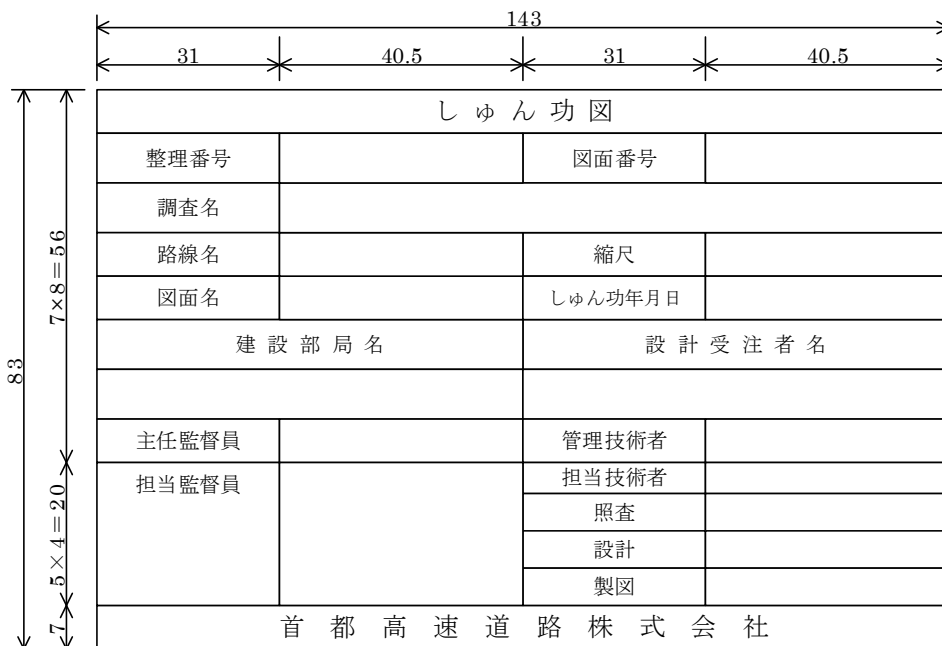 143
31 40.5 31 40.5
しゅん功図
整理番号 図面番号
調査名
路線名 縮尺
図面名 しゅん功年月日
建設部局名 設計受注者名
主任監督員 管理技術者
担当監督員 担当技術者
照査
設計
製図
首都高速道路株式会社
83
7×8=56
5×4=20
7